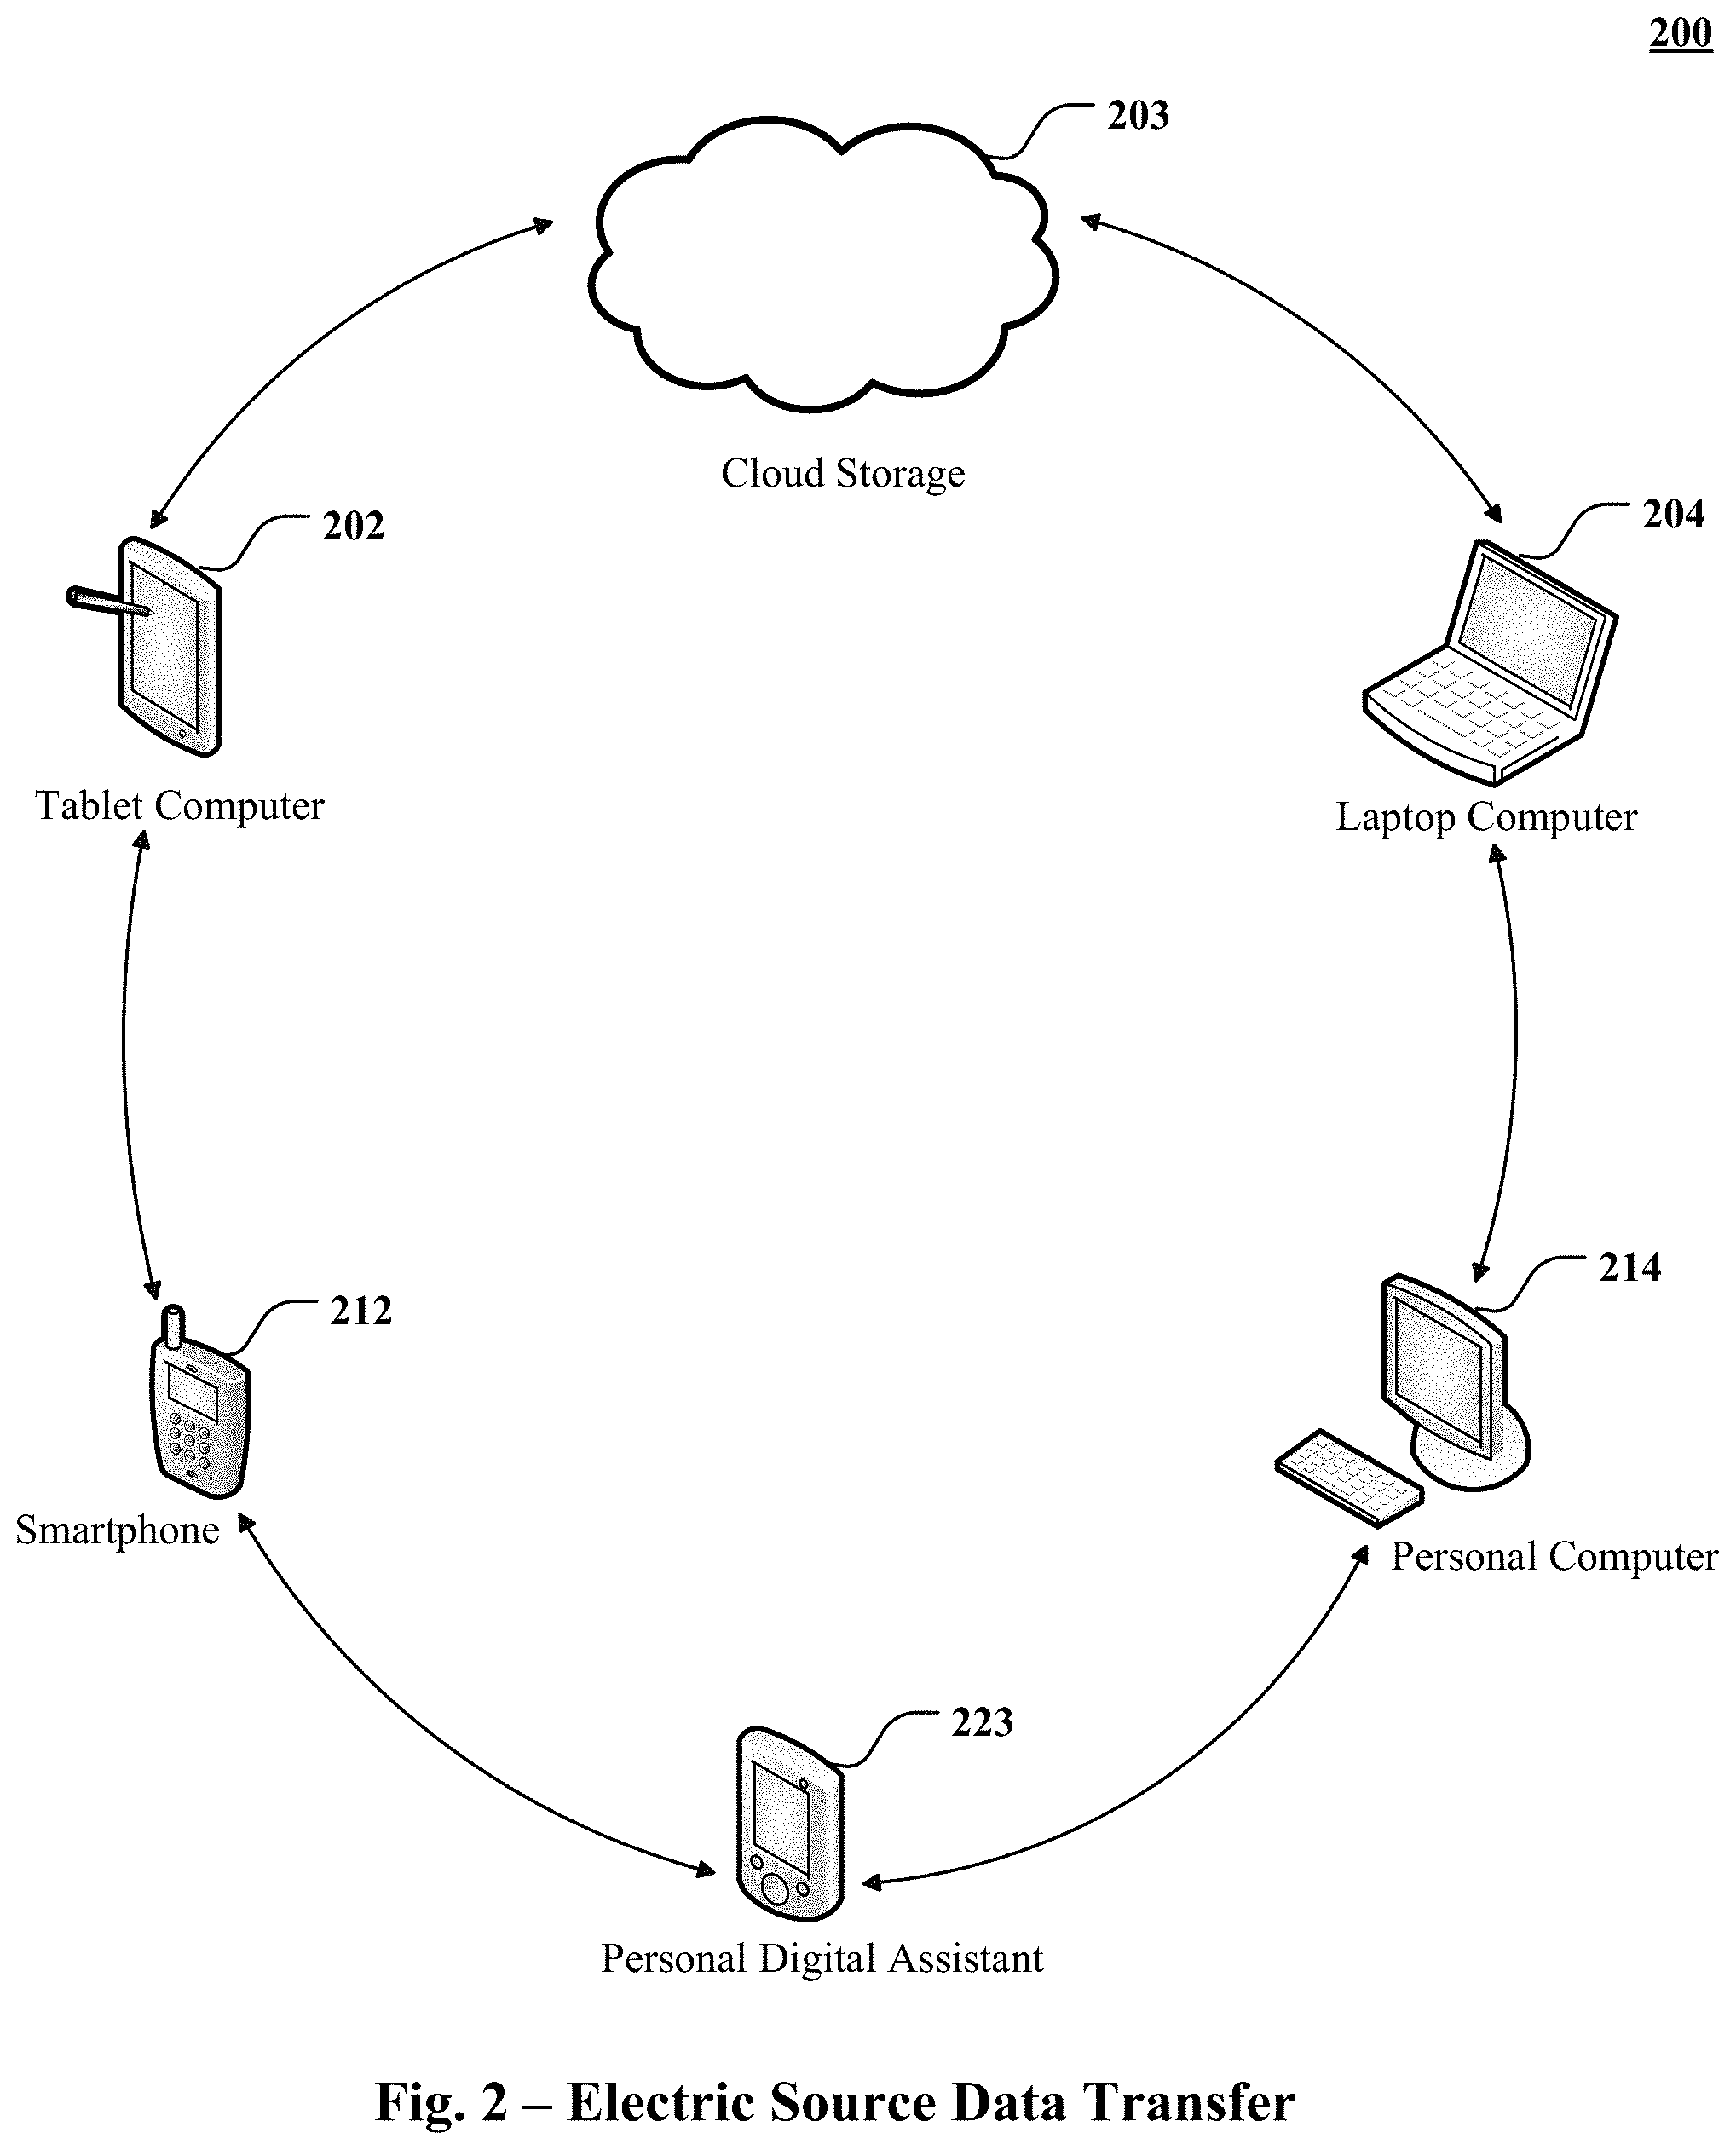 200
203
Cloud Storage
202
204
Tablet Computer
Laptop Computer
212
214
Smartphone
Personal Computer
223
Personal Digital Assistant
Fig. 2 – Electric Source Data Transfer